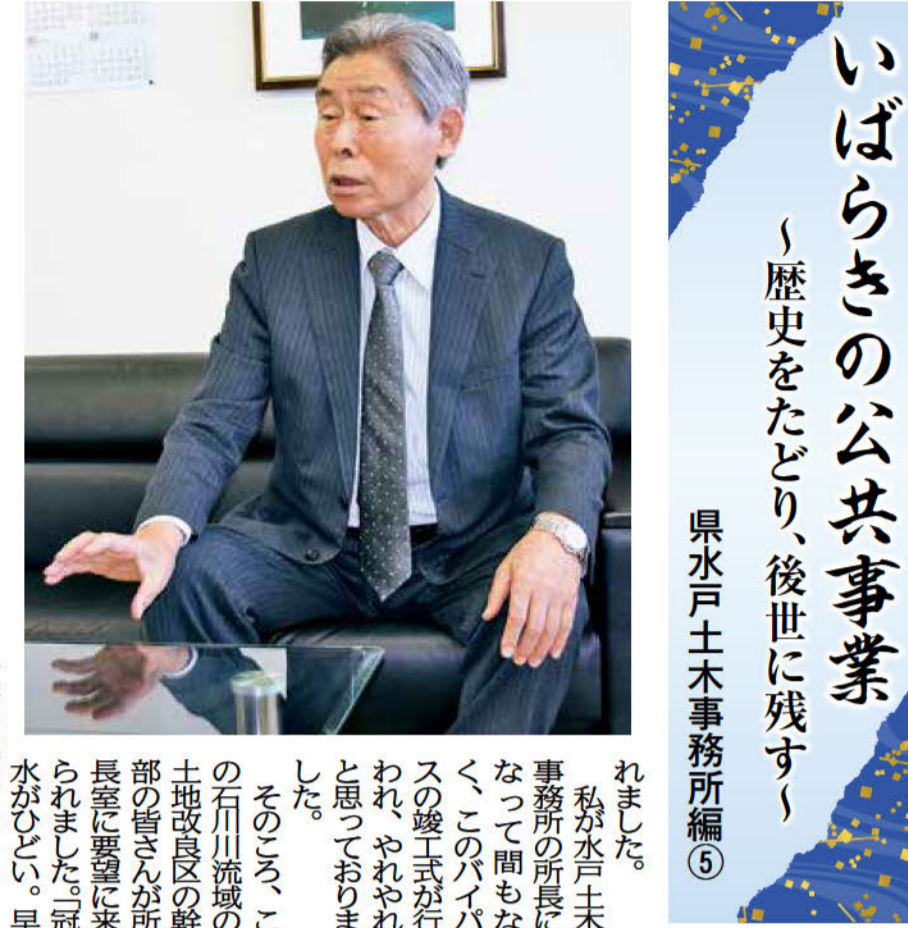 いばらきの公共事業
～歴史をたどり、後世に残す～
県水戸土木事務所編⑤
れました。
私が水戸土木
事務所の所長に
なって間もな
く、このバイパ
スの竣工式が行
われ、やれやれ
と思っておりま
した。
そのころ、こ
の石川川流域の
土地改良区の幹
部の皆さんが所
長室に要望に来
られました。「冠
水がひどい。早